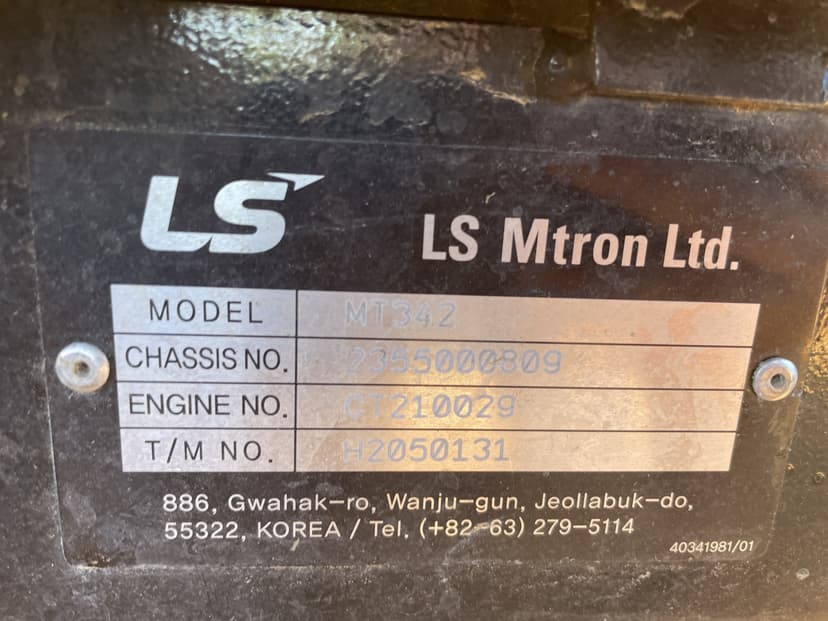 LS
LS Mtron Ltd.
MODEL MT342
CHASSIS NO. 2355000809
ENGINE NO. CT210029
T/M NO. H2050131
886, Gwahak-ro, Wanju-gun, Jeollabuk-do,
55322, KOREA / Tel. (+82-63) 279-5114
40341981/01